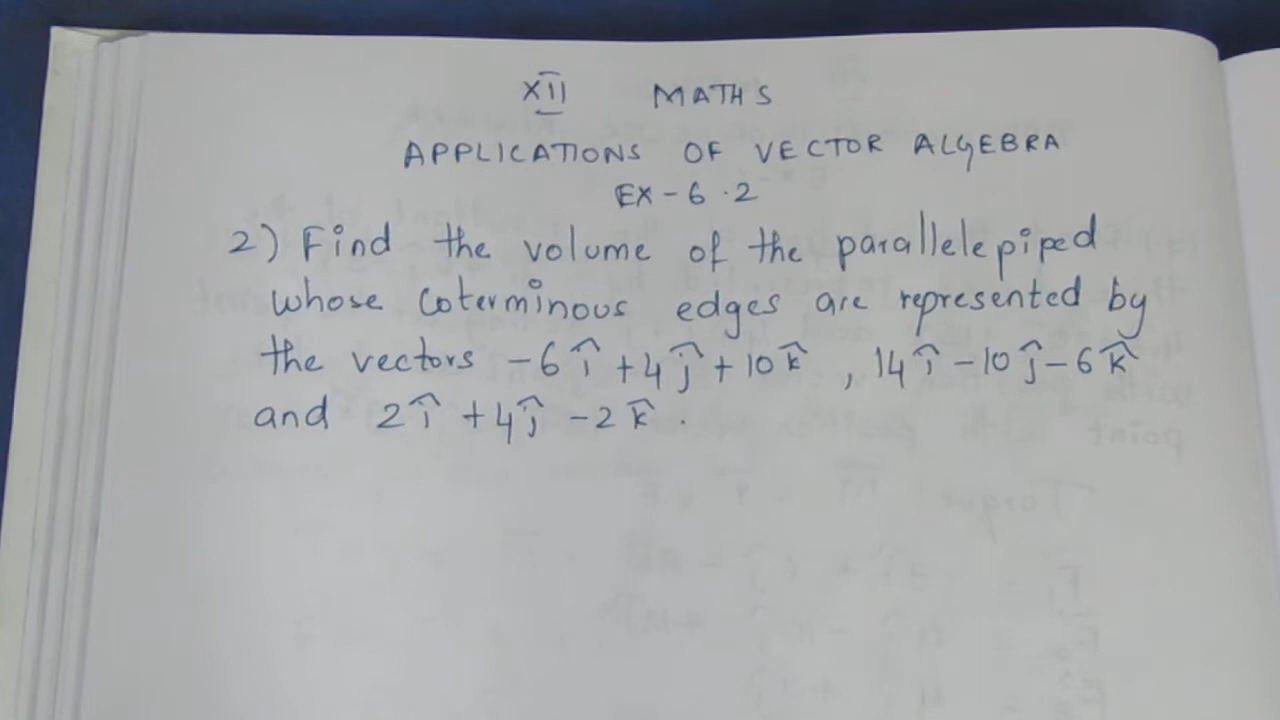 XII MATHS
APPLICATIONS OF VECTOR ALGEBRA
EX-6.2
2) Find the volume of the parallelepiped
whose coterminous edges are represented by
the vectors -6î + 4ĵ + 10k̂, 14î - 10ĵ - 6k̂
and 2î + 4ĵ - 2k̂.